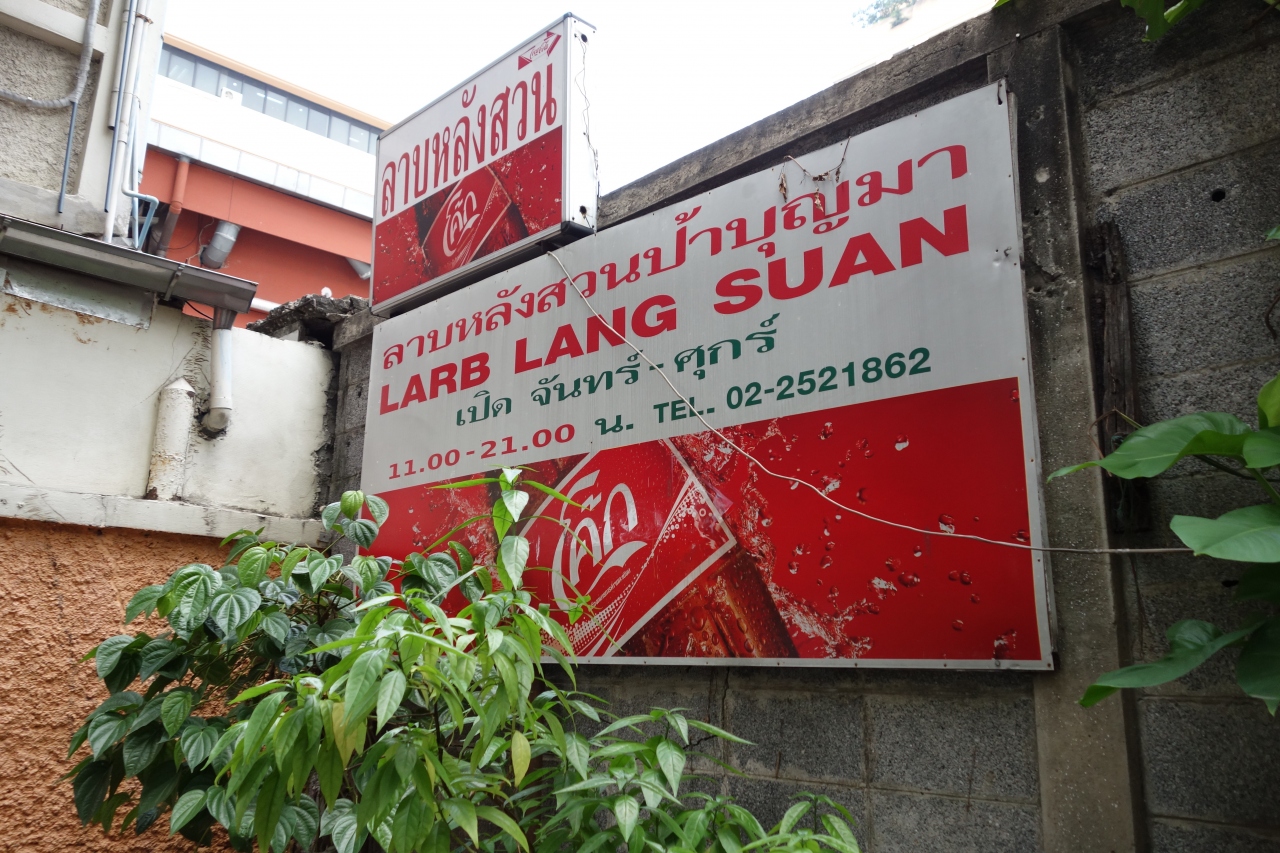 ลาบหลังสวน
โค้ก
ลาบหลังสวนป้าบุญมา
LARB LANG SUAN
เปิด จันทร์-ศุกร์
11.00-21.00 น. TEL. 02-2521862
โค้ก